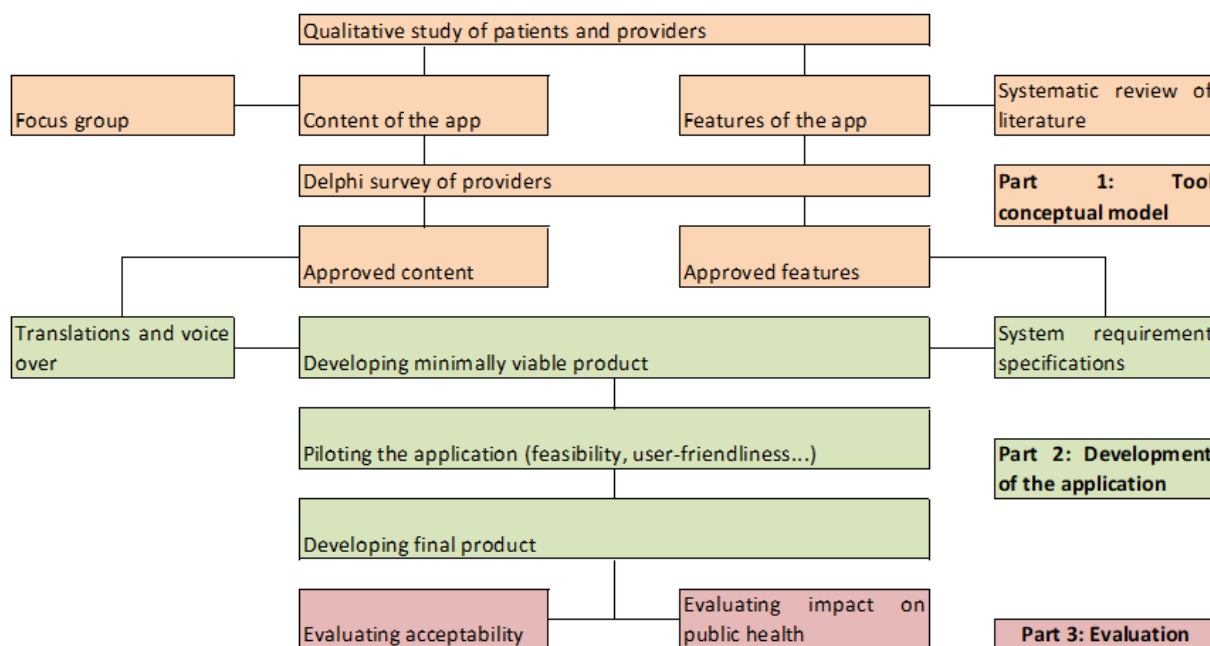 Qualitative study of patients and providers
Focus group
Content of the app
Features of the app
Systematic review of
literature
Delphi survey of providers
Part 1: Tool
conceptual model
Approved content
Approved features
Translations and voice
over
Developing minimally viable product
System requirement
specifications
Piloting the application (feasibility, user-friendliness...)
Part 2: Development
of the application
Developing final product
Evaluating acceptability
Evaluating impact on
public health
Part 3: Evaluation